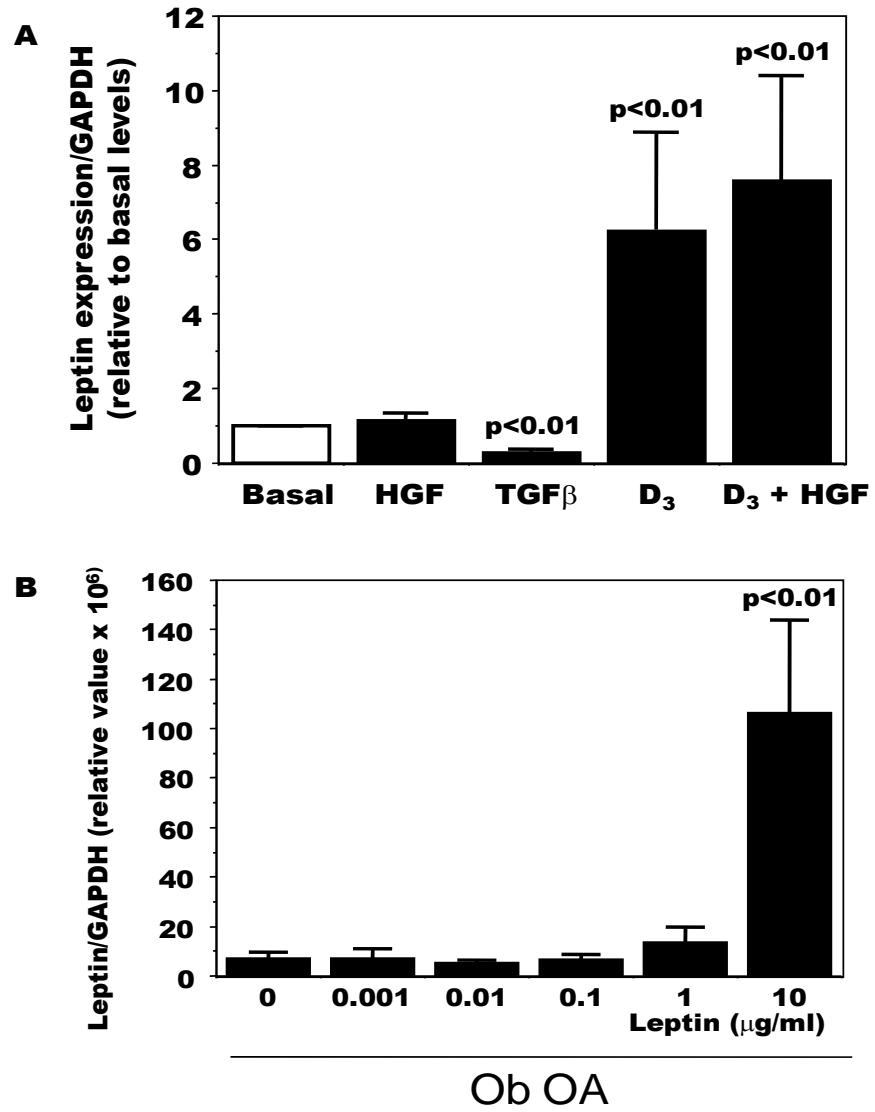 A
Leptin expression/GAPDH
(relative to basal levels)
12
10
8
6
4
2
0
p<0.01
p<0.01
p<0.01
Basal HGF TGFβ D₃ D₃ + HGF
B
Leptin/GAPDH (relative value x 10⁶)
160
140
120
100
80
60
40
20
0
p<0.01
0 0.001 0.01 0.1 1 10
Leptin (μg/ml)
Ob OA